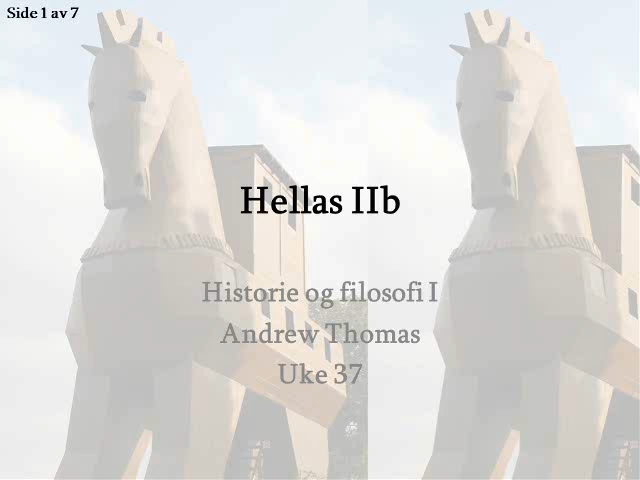 Side 1 av 7
Hellas IIb
Historie og filosofi I
Andrew Thomas
Uke 37